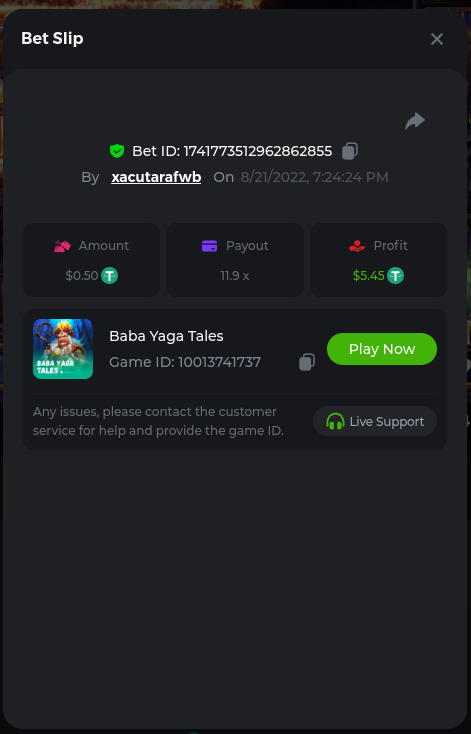 Bet Slip
Bet ID: 1741773512962862855
By xacutarafwb On 8/21/2022, 7:24:24 PM
Amount
Payout
Profit
$0.50
11.9 x
$5.45
BABA YAGA
TALES
Baba Yaga Tales
Game ID: 10013741737
Play Now
Any issues, please contact the customer
service for help and provide the game ID.
Live Support